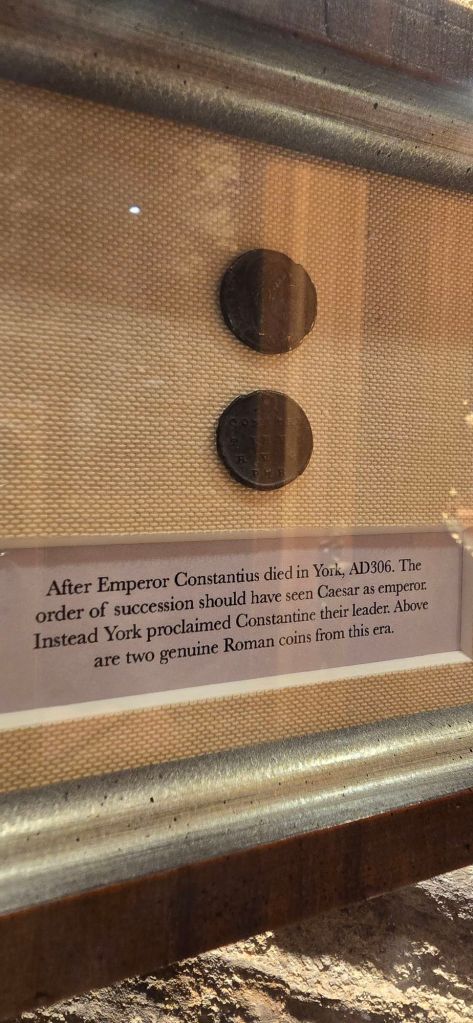 After Emperor Constantius died in York, AD306. The
order of succession should have seen Caesar as emperor.
Instead York proclaimed Constantine their leader. Above
are two genuine Roman coins from this era.